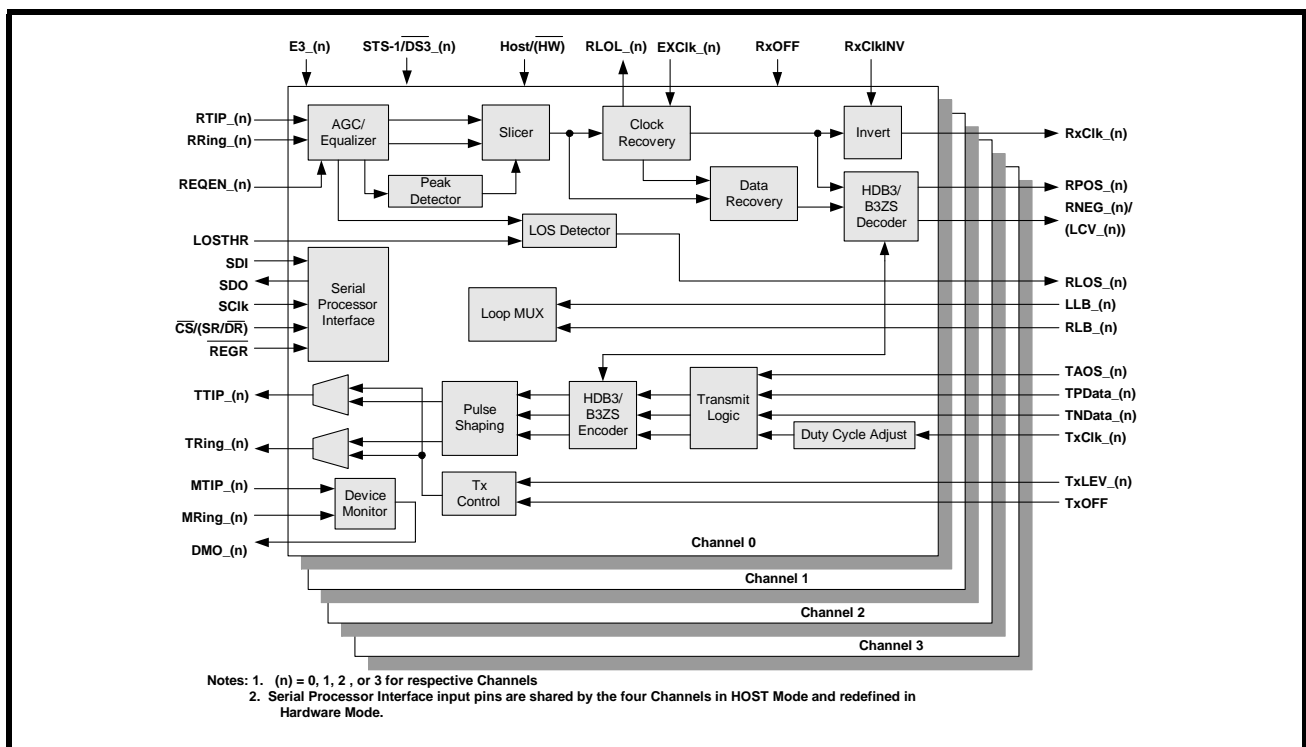 E3_(n)
STS-1/DS3_(n)
Host/(HW)
RLOL_(n)
EXClk_(n)
RxOFF
RxClkINV
RTIP_(n)
RRing_(n)
REQEN_(n)
LOSTHR
SDI
SDO
SClk
CS/(SR/DR)
REGR
TTIP_(n)
TRing_(n)
MTIP_(n)
MRing_(n)
DMO_(n)
AGC/
Equalizer
Slicer
Clock
Recovery
Invert
Peak
Detector
Data
Recovery
HDB3/
B3ZS
Decoder
LOS Detector
Serial
Processor
Interface
Loop MUX
Pulse
Shaping
HDB3/
B3ZS
Encoder
Transmit
Logic
Duty Cycle Adjust
Tx
Control
Device
Monitor
RxClk_(n)
RPOS_(n)
RNEG_(n)/
(LCV_(n))
RLOS_(n)
LLB_(n)
RLB_(n)
TAOS_(n)
TPData_(n)
TNData_(n)
TxClk_(n)
TxLEV_(n)
TxOFF
Channel 0
Channel 1
Channel 2
Channel 3
Notes: 1. (n) = 0, 1, 2 , or 3 for respective Channels
2. Serial Processor Interface input pins are shared by the four Channels in HOST Mode and redefined in
Hardware Mode.